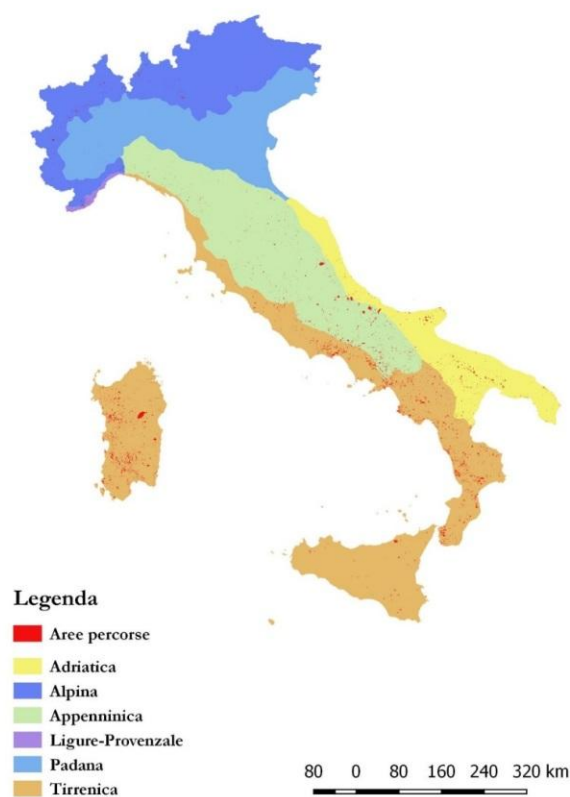 Legenda
Aree percorse
Adriatica
Alpina
Appenninica
Ligure-Provenzale
Padana
Tirrenica
80 0 80 160 240 320 km